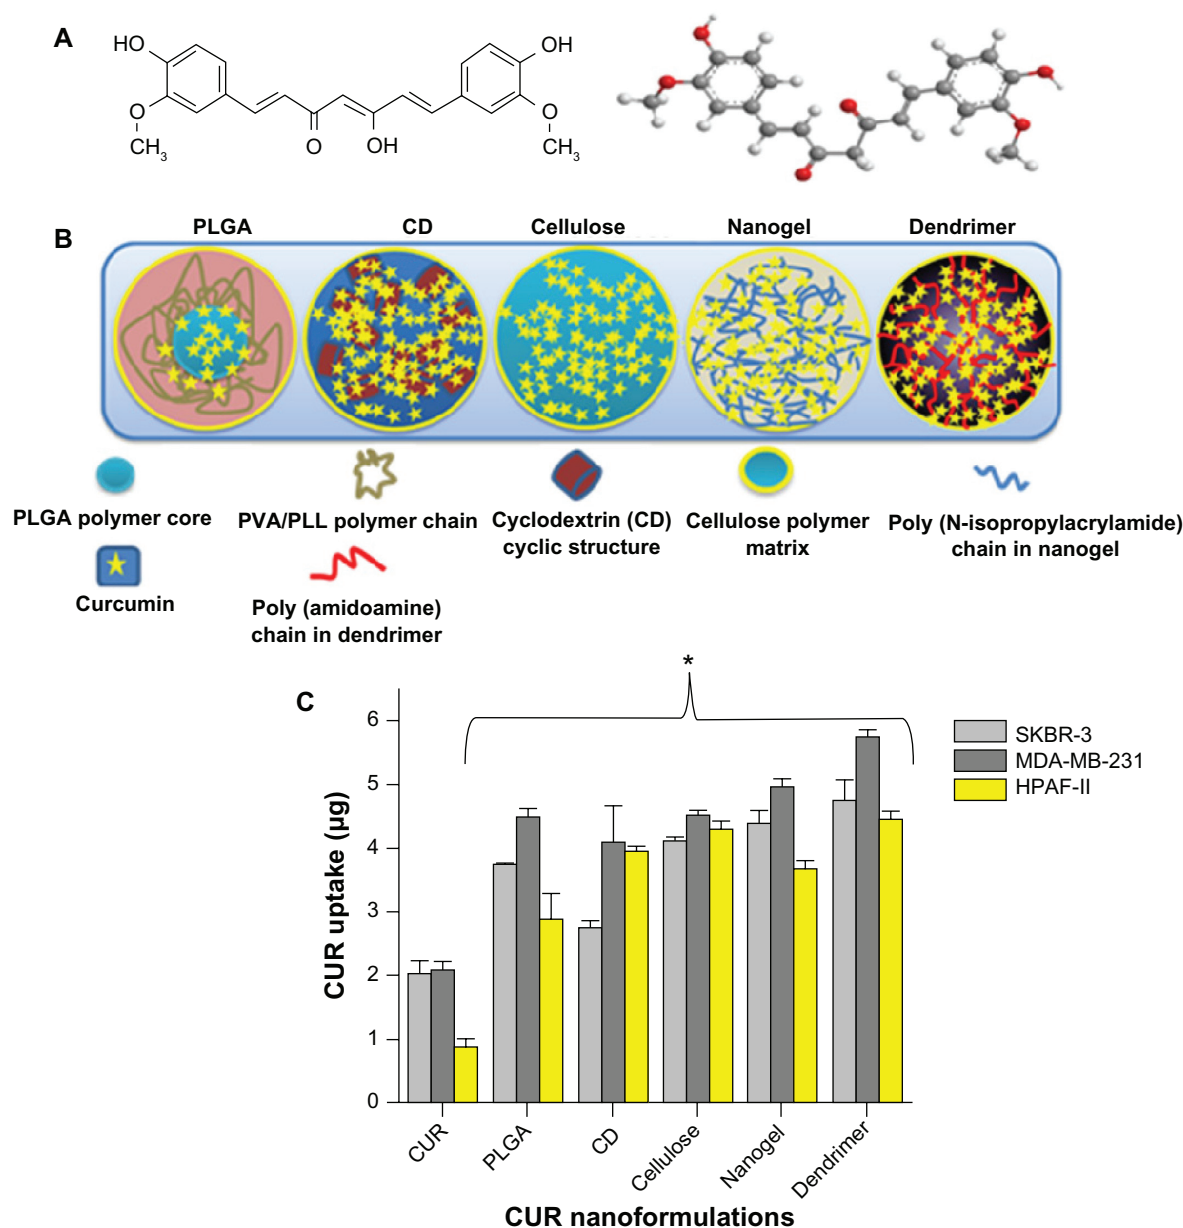 A
HO
OH
O
O
CH3
O
OH
CH3
B
PLGA
CD
Cellulose
Nanogel
Dendrimer
PLGA polymer core
PVA/PLL polymer chain
Cyclodextrin (CD)
cyclic structure
Cellulose polymer
matrix
Poly (N-isopropylacrylamide)
chain in nanogel
Curcumin
Poly (amidoamine)
chain in dendrimer
C
*
6
5
4
3
2
1
0
CUR uptake (µg)
SKBR-3
MDA-MB-231
HPAF-II
CUR
PLGA
CD
Cellulose
Nanogel
Dendrimer
CUR nanoformulations